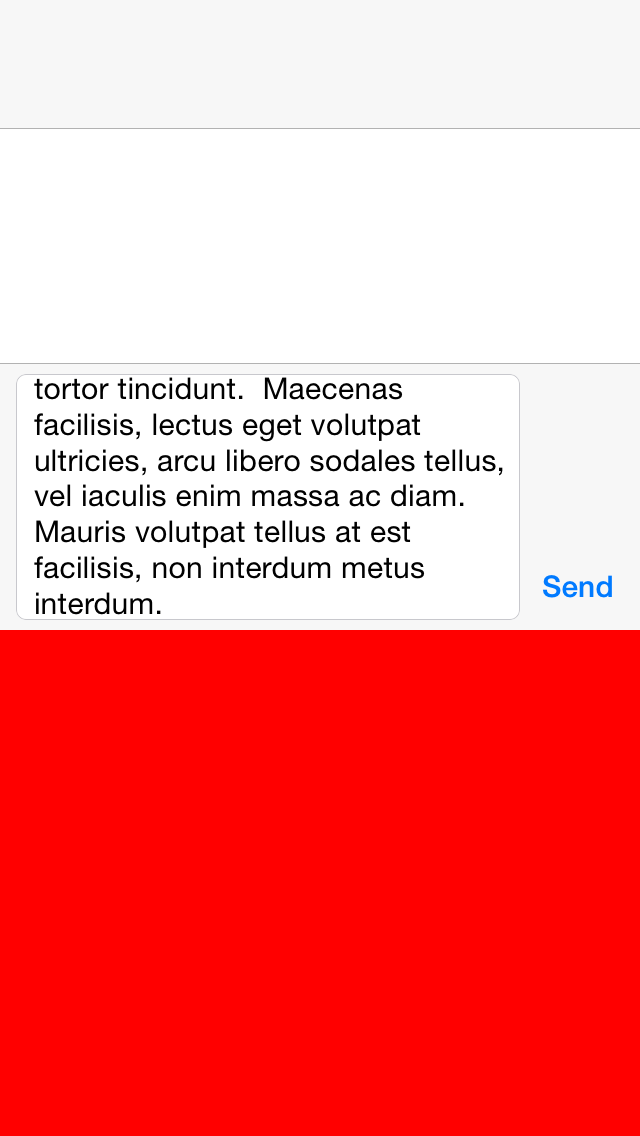 tortor tincidunt.  Maecenas
facilisis, lectus eget volutpat
ultricies, arcu libero sodales tellus,
vel iaculis enim massa ac diam.
Mauris volutpat tellus at est
facilisis, non interdum metus
interdum.
Send